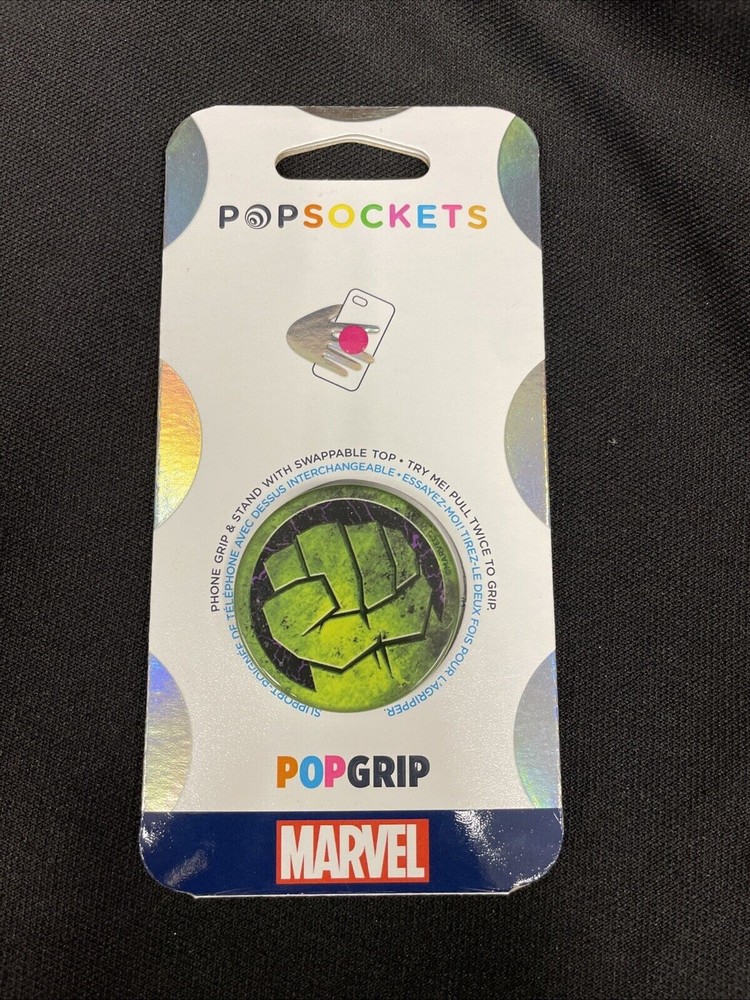 POPSOCKETS
PHONE GRIP & STAND WITH SWAPPABLE TOP • TRY ME! PULL TWICE TO GRIP.
SUPPORT-POIGNÉE DE TÉLÉPHONE AVEC DESSUS INTERCHANGEABLE • ESSAYEZ-MOI! TIREZ-LE DEUX FOIS POUR L'AGRIPPER.
POPGRIP
MARVEL